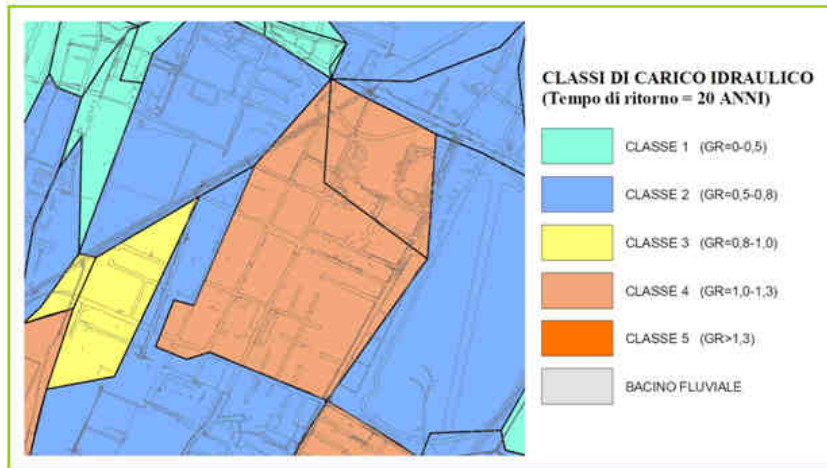 CLASSI DI CARICO IDRAULICO
(Tempo di ritorno = 20 ANNI)
CLASSE 1 (GR=0-0,5)
CLASSE 2 (GR=0,5-0,8)
CLASSE 3 (GR=0,8-1,0)
CLASSE 4 (GR=1,0-1,3)
CLASSE 5 (GR>1,3)
BACINO FLUVIALE